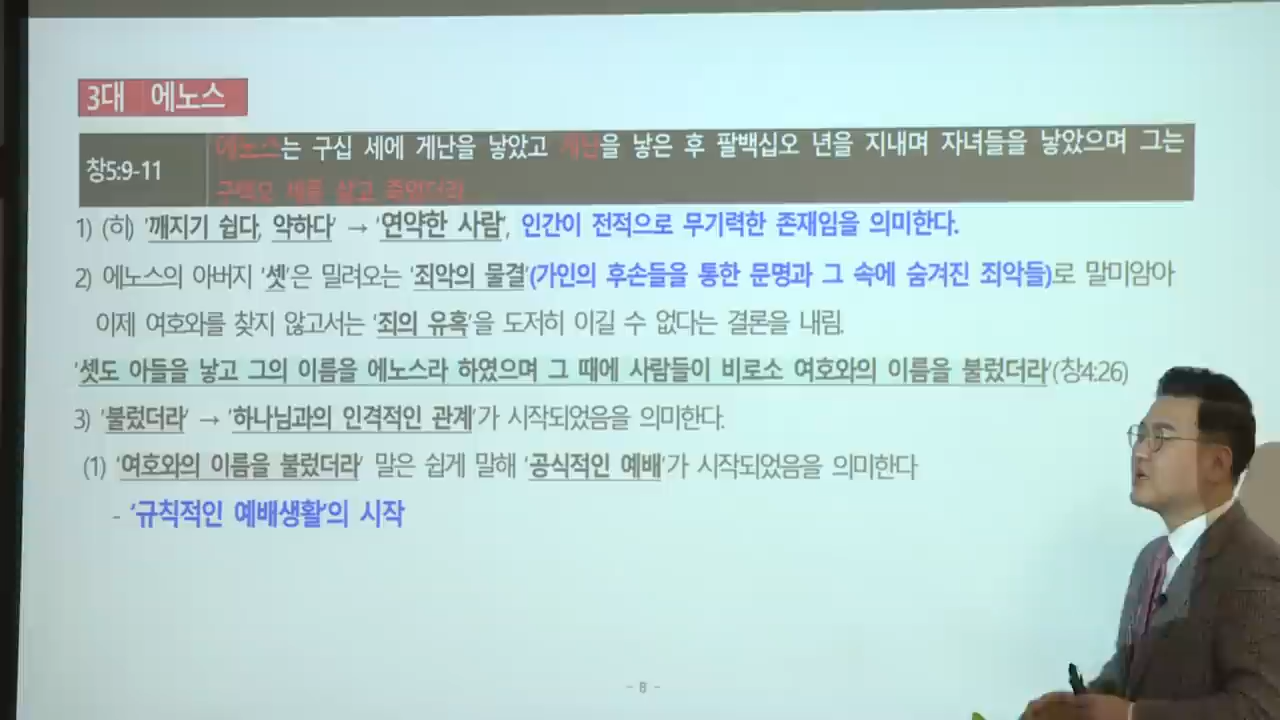 3대 에노스
창5:9-11
에노스는 구십 세에 게난을 낳았고 게난을 낳은 후 팔백십오 년을 지내며 자녀들을 낳았으며 그는
구백오 세를 살고 죽었더라
1) (히) '깨지기 쉽다, 약하다' → '연약한 사람', 인간이 전적으로 무기력한 존재임을 의미한다.
2) 에노스의 아버지 '셋'은 밀려오는 '죄악의 물결'(가인의 후손들을 통한 문명과 그 속에 숨겨진 죄악들)로 말미암아
이제 여호와를 찾지 않고서는 '죄의 유혹'을 도저히 이길 수 없다는 결론을 내림.
'셋도 아들을 낳고 그의 이름을 에노스라 하였으며 그 때에 사람들이 비로소 여호와의 이름을 불렀더라'(창4:26)
3) '불렀더라' → '하나님과의 인격적인 관계'가 시작되었음을 의미한다.
(1) '여호와의 이름을 불렀더라' 말은 쉽게 말해 '공식적인 예배'가 시작되었음을 의미한다
- '규칙적인 예배생활'의 시작
- 8 -